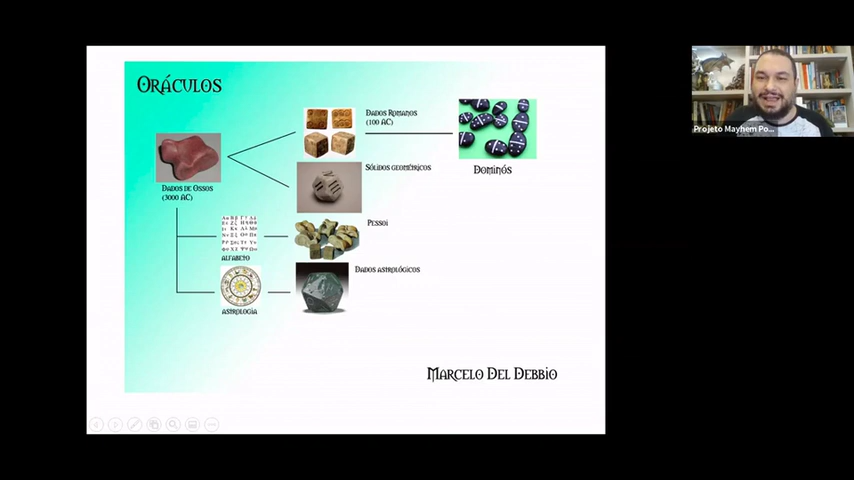 Oráculos
Dados de Ossos
(3000 AC)
Dados Romanos
(100 AC)
Sólidos geométricos
Dominós
Pessoi
alfabeto
Dados astrológicos
astrologia
Marcelo Del Debbio
Projeto Mayhem Po...